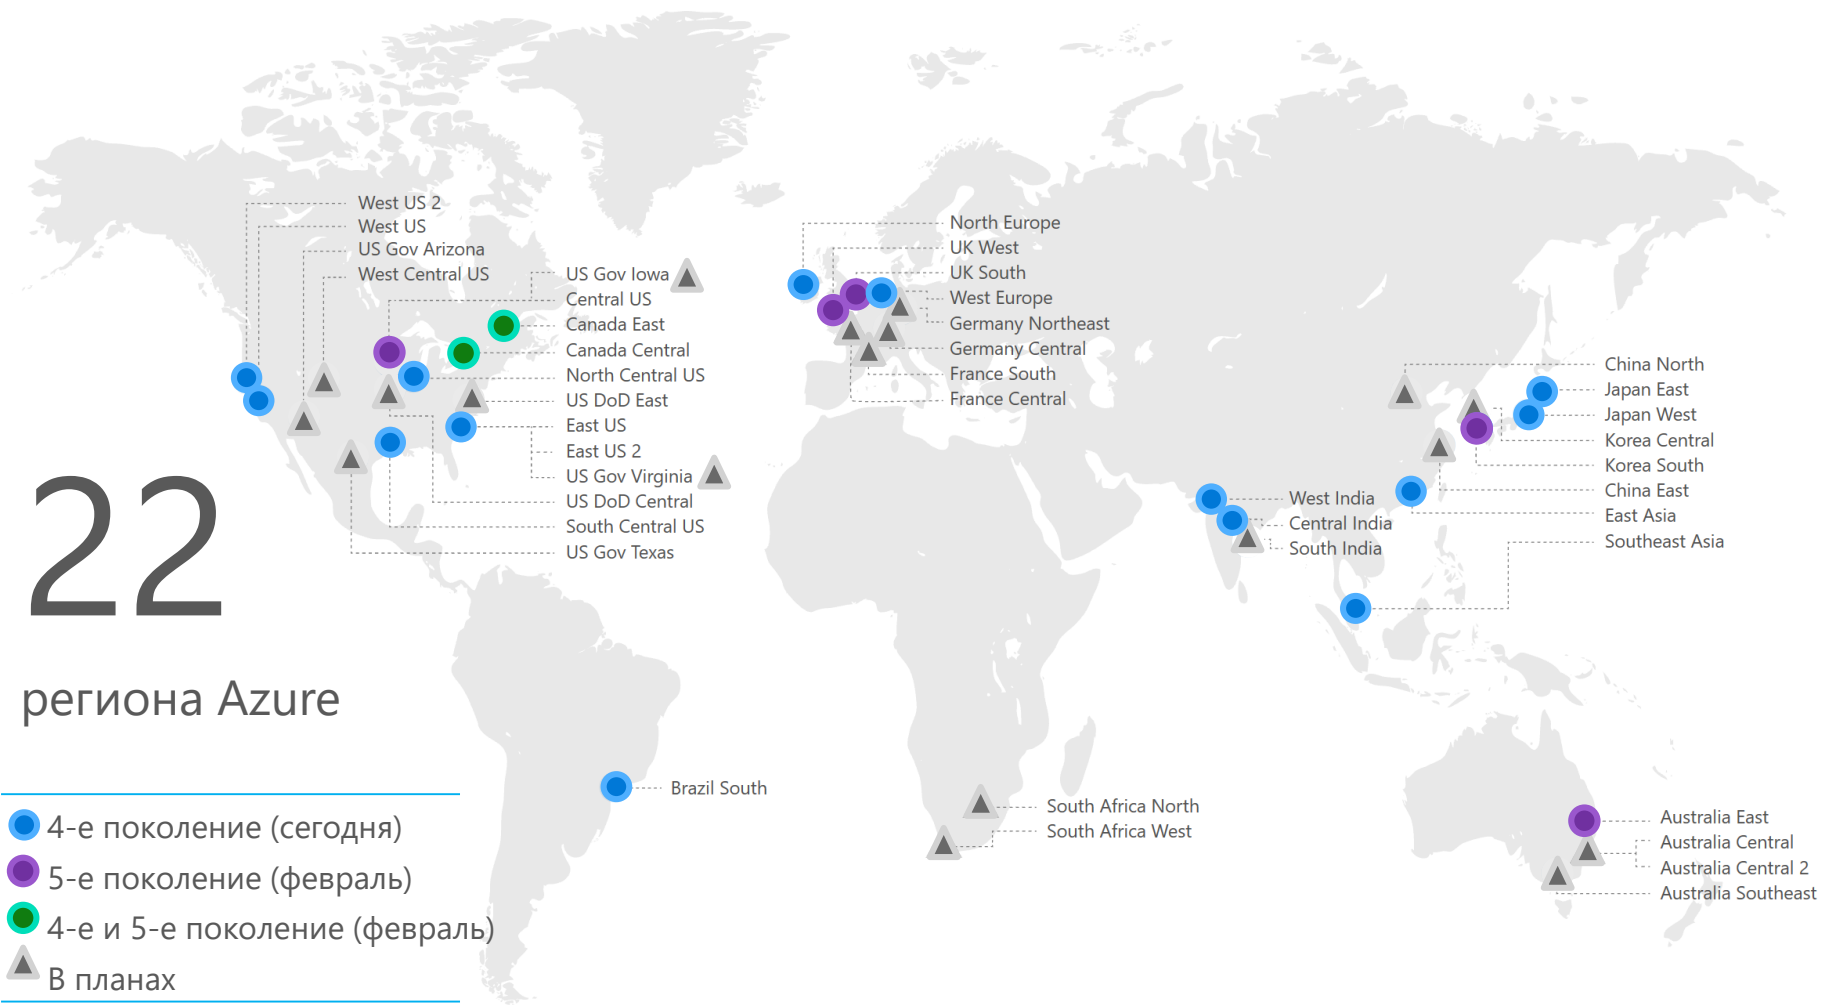 West US 2
West US
US Gov Arizona
West Central US
US Gov Iowa
Central US
Canada East
Canada Central
North Central US
US DoD East
East US
East US 2
US Gov Virginia
US DoD Central
South Central US
US Gov Texas
North Europe
UK West
UK South
West Europe
Germany Northeast
Germany Central
France South
France Central
China North
Japan East
Japan West
Korea Central
Korea South
China East
East Asia
Southeast Asia
West India
Central India
South India
22
региона Azure
Brazil South
South Africa North
South Africa West
Australia East
Australia Central
Australia Central 2
Australia Southeast
4-е поколение (сегодня)
5-е поколение (февраль)
4-е и 5-е поколение (февраль)
В планах